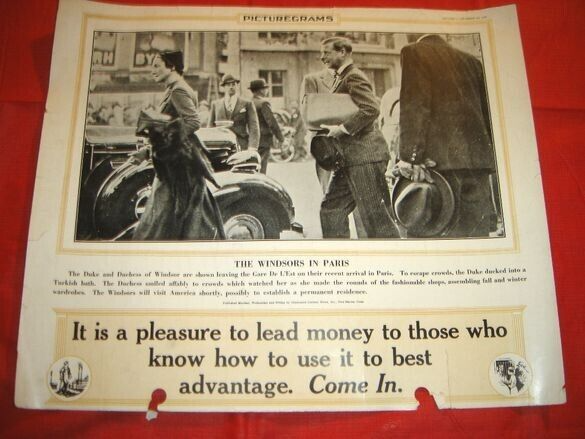 PICTUREGRAMS
RH
BY
THE WINDSORS IN PARIS
The Duke and Duchess of Windsor are shown leaving the Gare De L'Est on their recent arrival in Paris. To escape crowds, the Duke ducked into a
Turkish bath. The Duchess smiled affably to crowds which watched her as she made the rounds of the fashionable shops, assembling fall and winter
wardrobes. The Windsors will visit America shortly, possibly to establish a permanent residence.
It is a pleasure to lead money to those who
know how to use it to best
advantage. Come In.